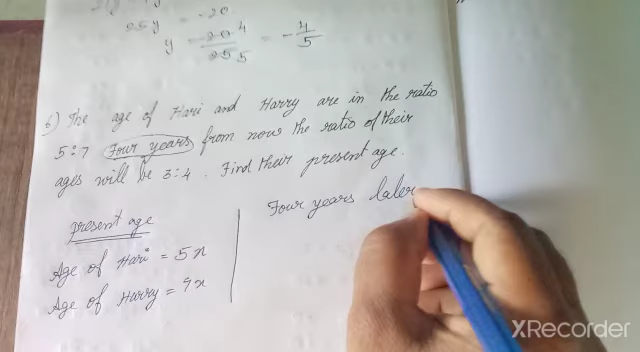 25y = -20
y = -20 4 / 25 5 = -4/5
6) The age of Hari and Harry are in the ratio
5:7 Four years from now the ratio of their
ages will be 3:4. Find their present age.
present age
Age of Hari = 5x
Age of Harry = 7x
Four years later
XRecorder